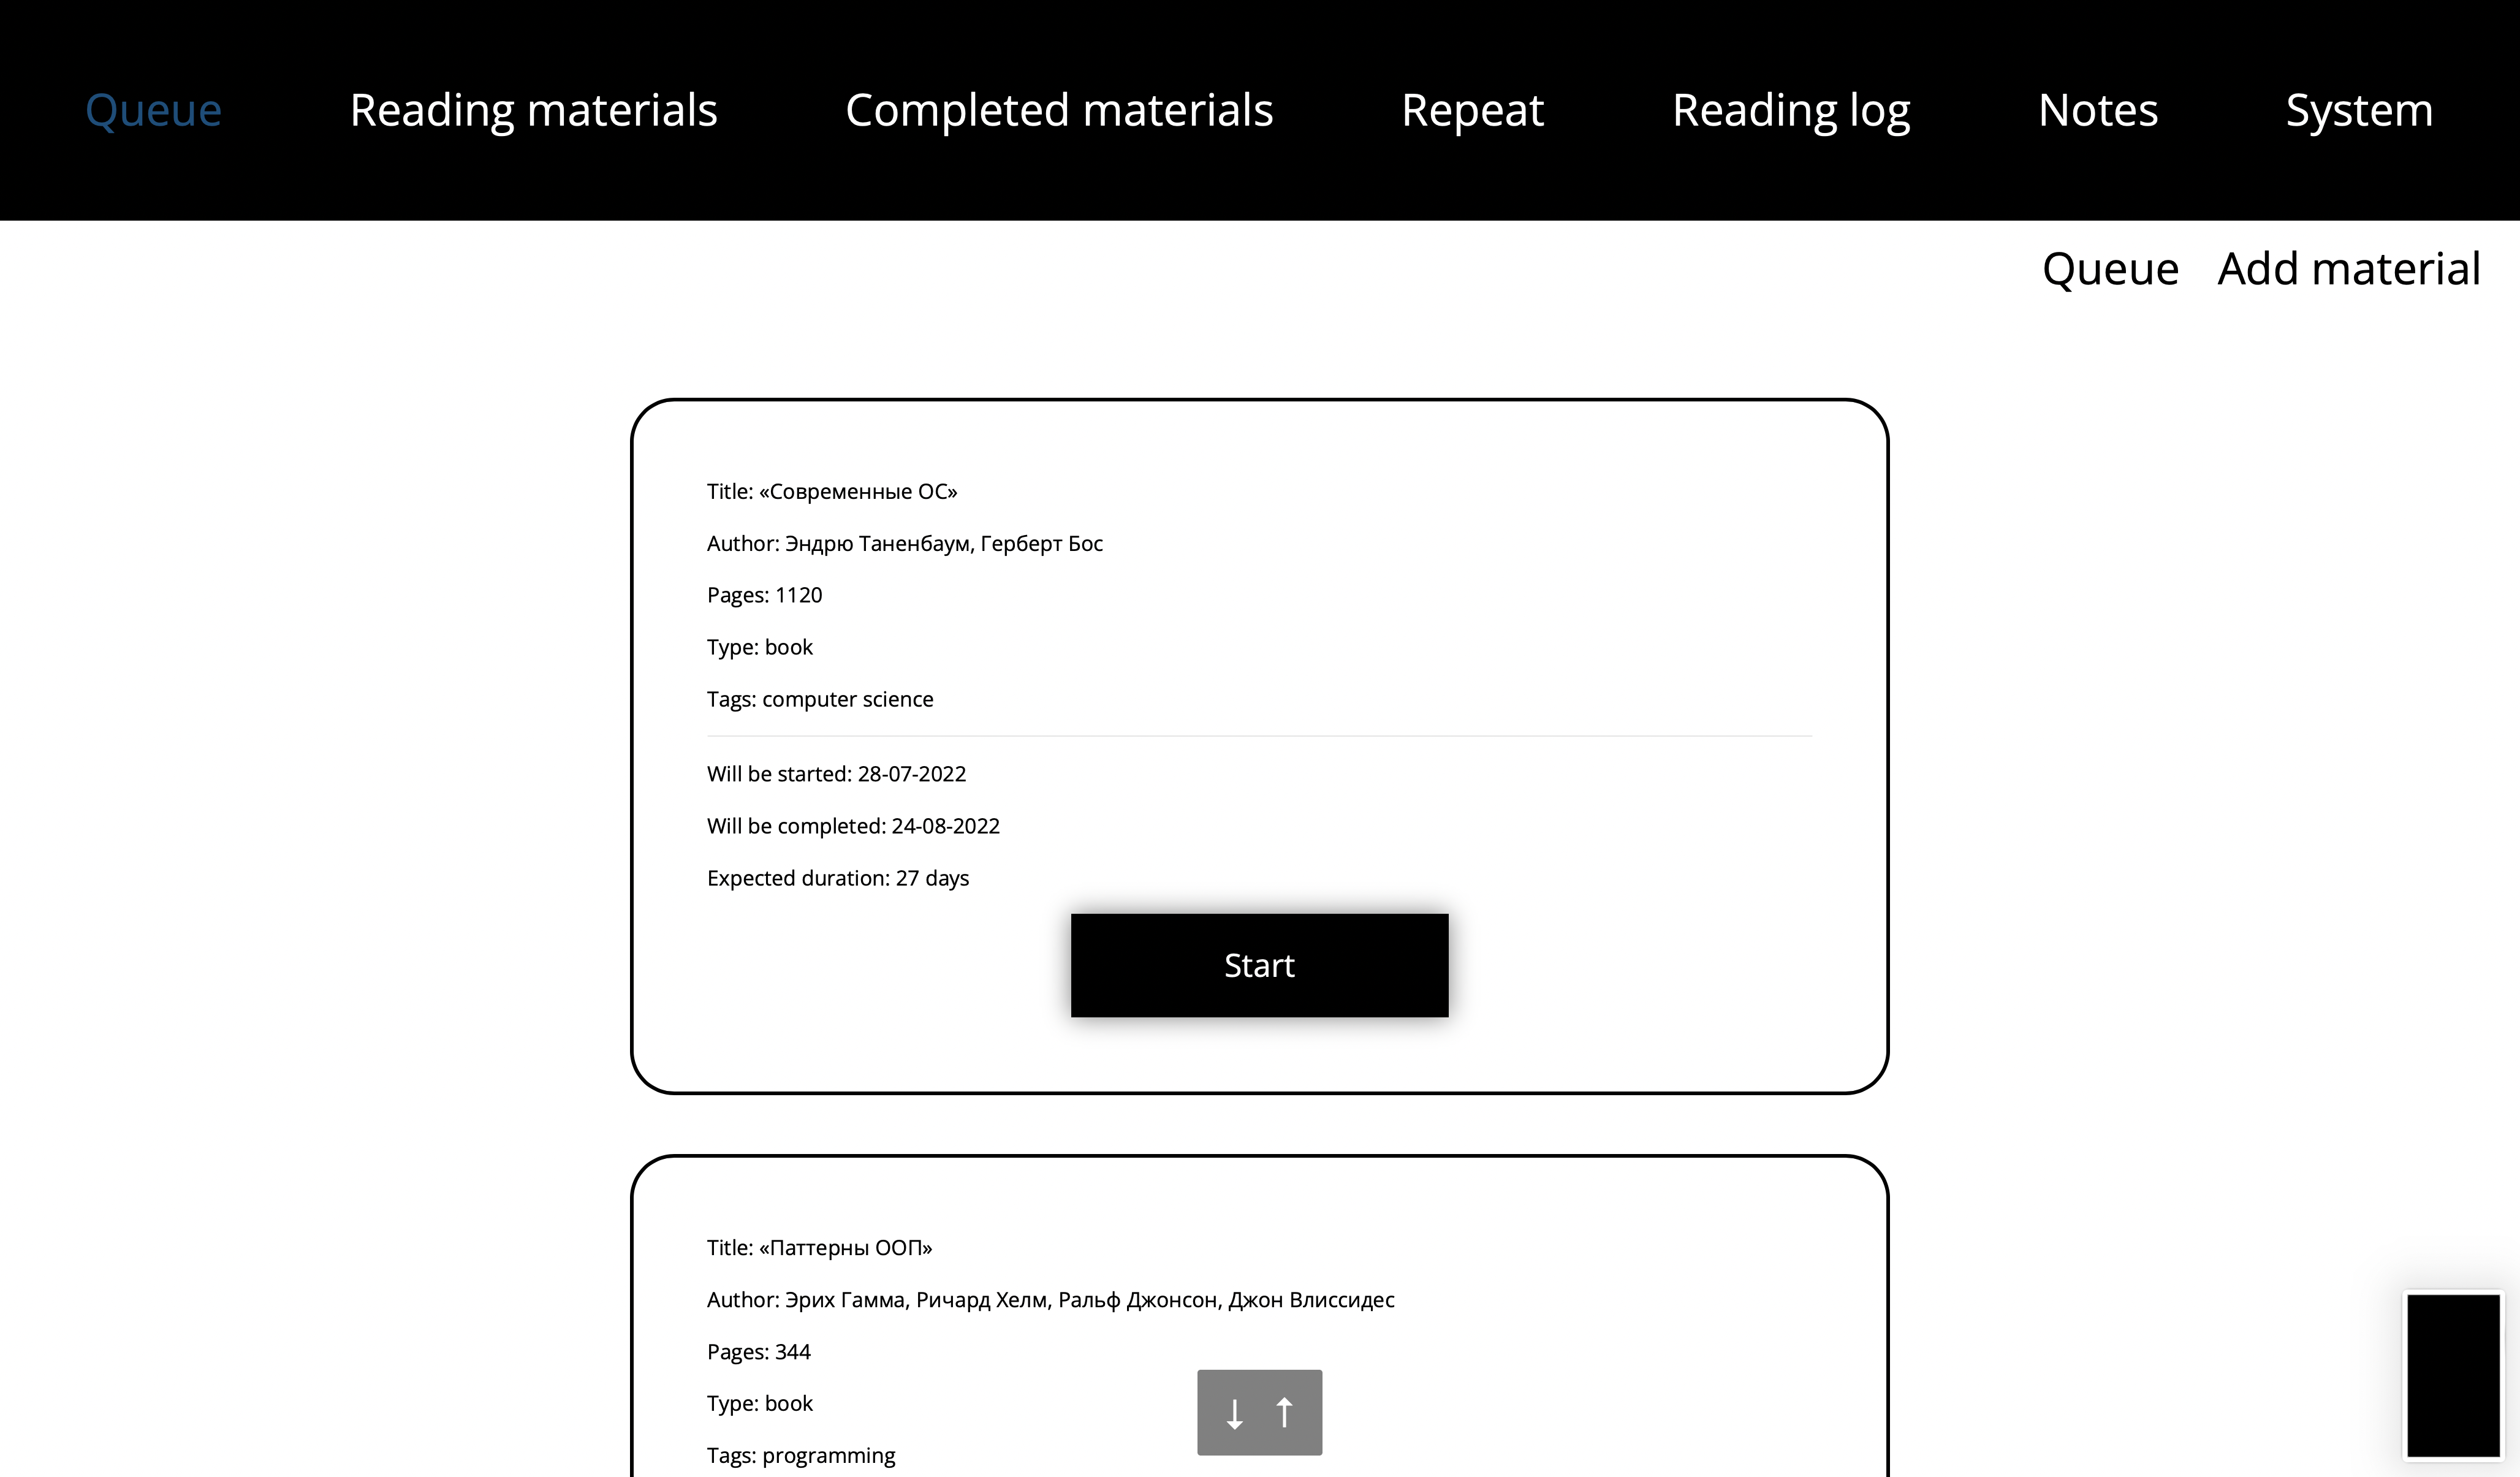 Queue Reading materials Completed materials Repeat Reading log Notes System
Queue Add material
Title: «Современные ОС»
Author: Эндрю Таненбаум, Герберт Бос
Pages: 1120
Type: book
Tags: computer science
Will be started: 28-07-2022
Will be completed: 24-08-2022
Expected duration: 27 days
Start
Title: «Паттерны ООП»
Author: Эрих Гамма, Ричард Хелм, Ральф Джонсон, Джон Влиссидес
Pages: 344
Type: book
↓ ↑
Tags: programming